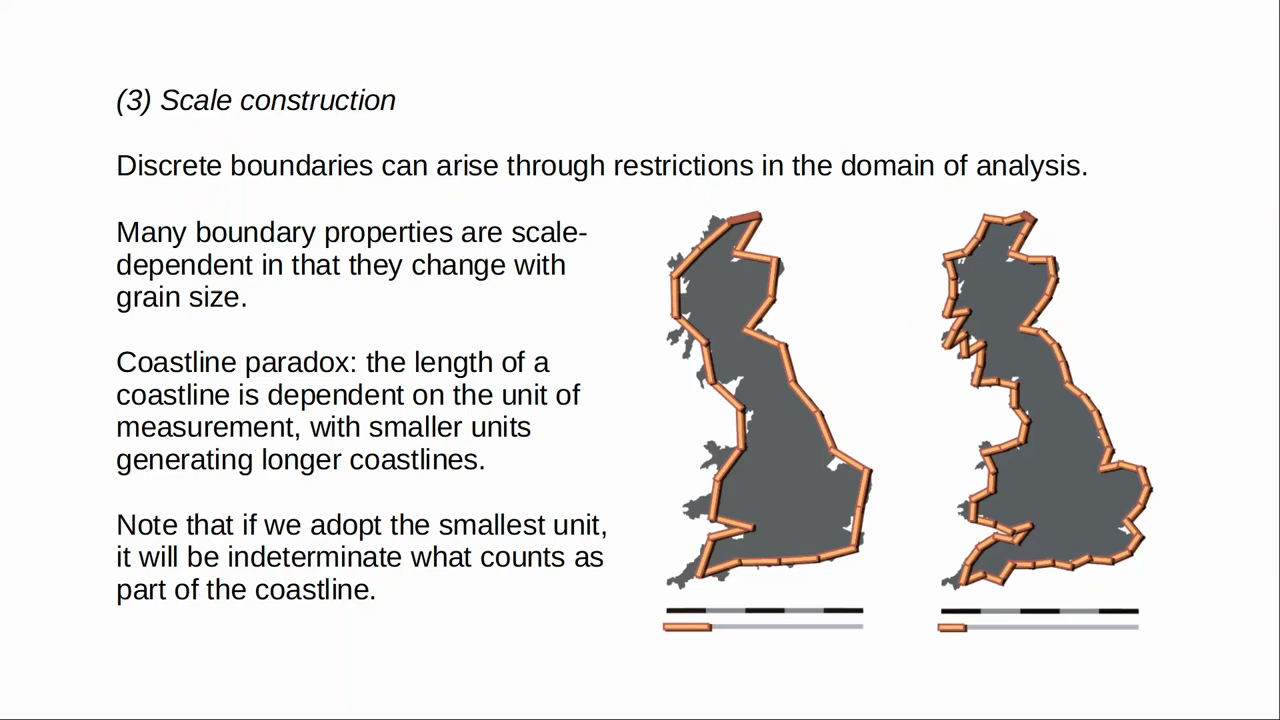 (3) Scale construction
Discrete boundaries can arise through restrictions in the domain of analysis.
Many boundary properties are scale-
dependent in that they change with
grain size.
Coastline paradox: the length of a
coastline is dependent on the unit of
measurement, with smaller units
generating longer coastlines.
Note that if we adopt the smallest unit,
it will be indeterminate what counts as
part of the coastline.